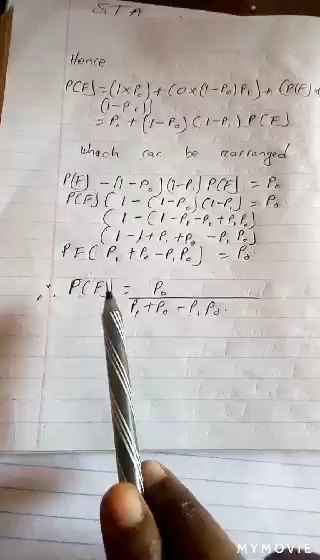 STA
Hence
P(F) = (1×P₀) + (0×(1-P₀)P₁) + (P(F)×
(1-P₁)]
= P₀ + (1-P₀)(1-P₁) P(F)
which can be rearranged
P(F) - (1-P₀)(1-P₁) P(F) = P₀
P(F)(1-(1-P₀)(1-P₁) = P₀
(1-(1-P₁-P₀+P₁P₀)
(1-1+P₁+P₀-P₁P₀)
PF(P₁+P₀-P₁P₀) = P₀
∴ P(F) = P₀
P₁+P₀-P₁P₀.
MYMOVIE